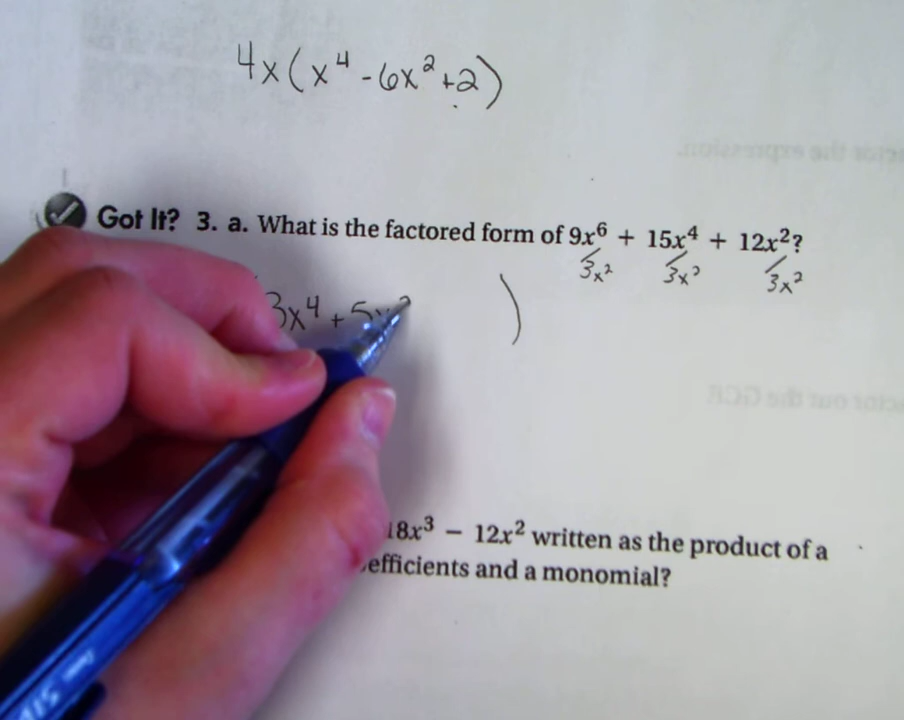 4x(x⁴ -6x² +2)
Got It? 3. a. What is the factored form of 9x⁶ + 15x⁴ + 12x²?
3x² 3x² 3x²
3x⁴ + 5x² )
18x³ − 12x² written as the product of a
efficients and a monomial?